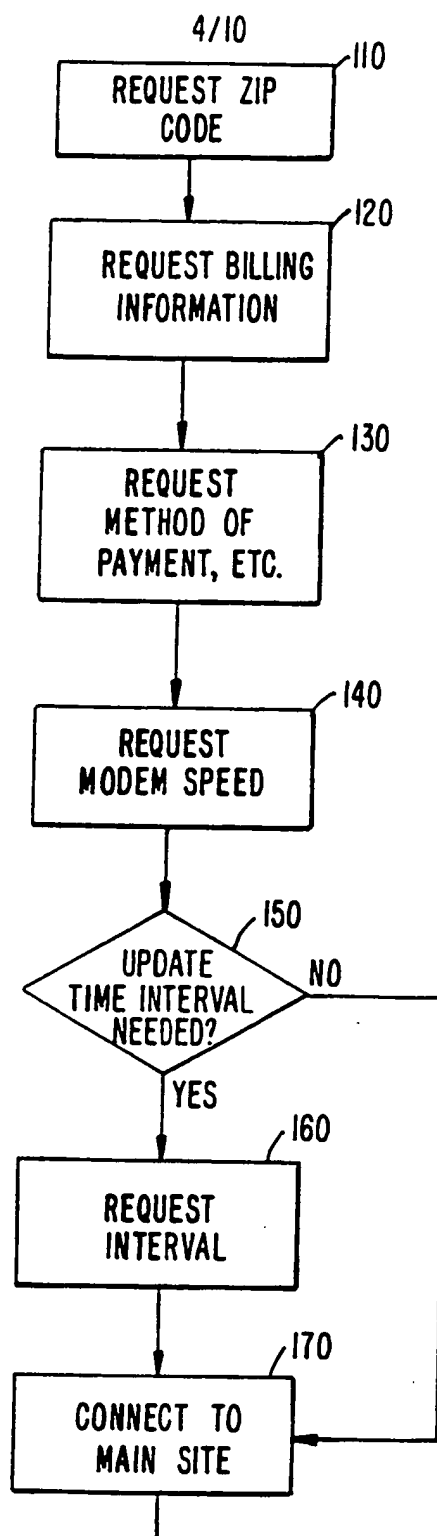 4/10
110
REQUEST ZIP
CODE
120
REQUEST BILLING
INFORMATION
130
REQUEST
METHOD OF
PAYMENT, ETC.
140
REQUEST
MODEM SPEED
150
UPDATE
TIME INTERVAL
NEEDED?
NO
YES
160
REQUEST
INTERVAL
170
CONNECT TO
MAIN SITE